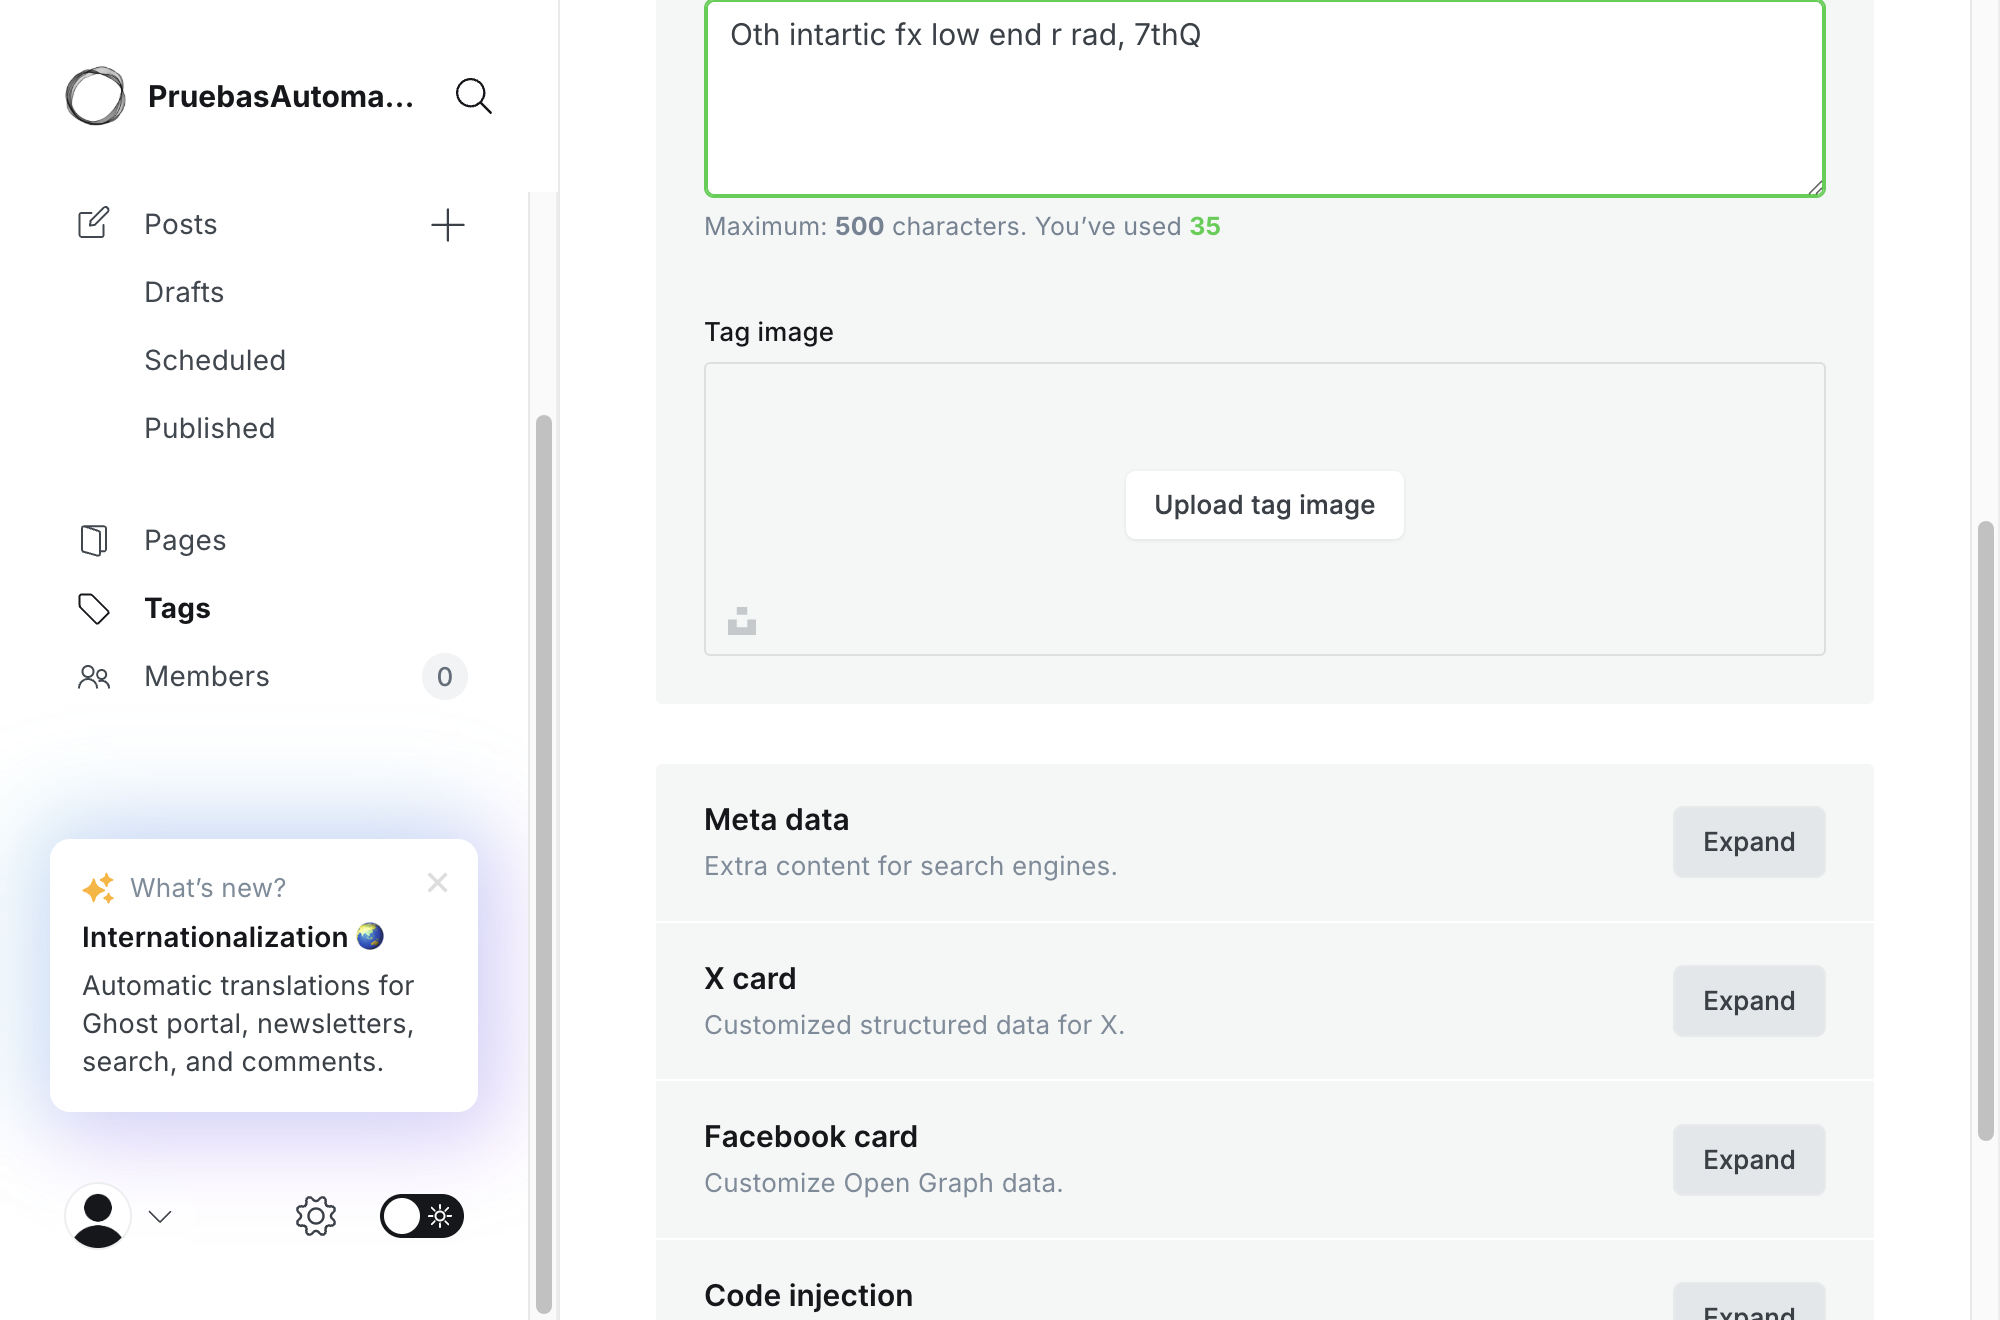 PruebasAutoma...
Posts
Drafts
Scheduled
Published
Pages
Tags
Members
0
What's new?
Internationalization
Automatic translations for
Ghost portal, newsletters,
search, and comments.
Oth intartic fx low end r rad, 7thQ
Maximum: 500 characters. You've used 35
Tag image
Upload tag image
Meta data
Extra content for search engines.
Expand
X card
Customized structured data for X.
Expand
Facebook card
Customize Open Graph data.
Expand
Code injection
Expand